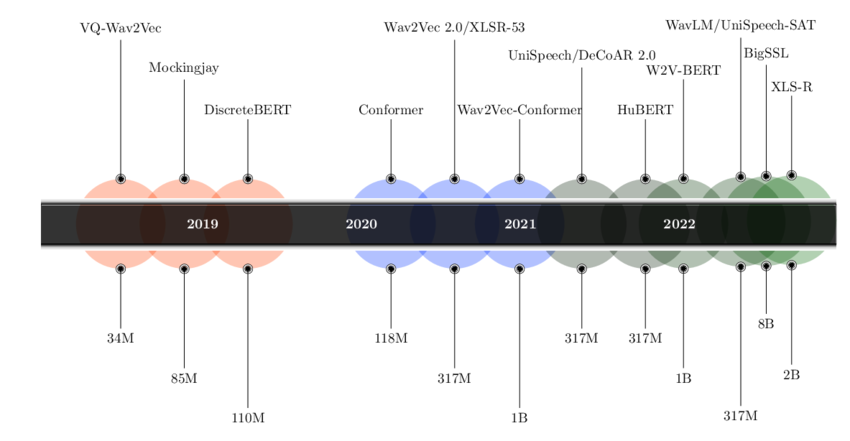 VQ-Wav2Vec
Wav2Vec 2.0/XLSR-53
WavLM/UniSpeech-SAT
UniSpeech/DeCoAR 2.0
BigSSL
Mockingjay
W2V-BERT
XLS-R
DiscreteBERT
Conformer
Wav2Vec-Conformer
HuBERT
2019
2020
2021
2022
34M
118M
317M
317M
8B
85M
317M
1B
2B
110M
1B
317M